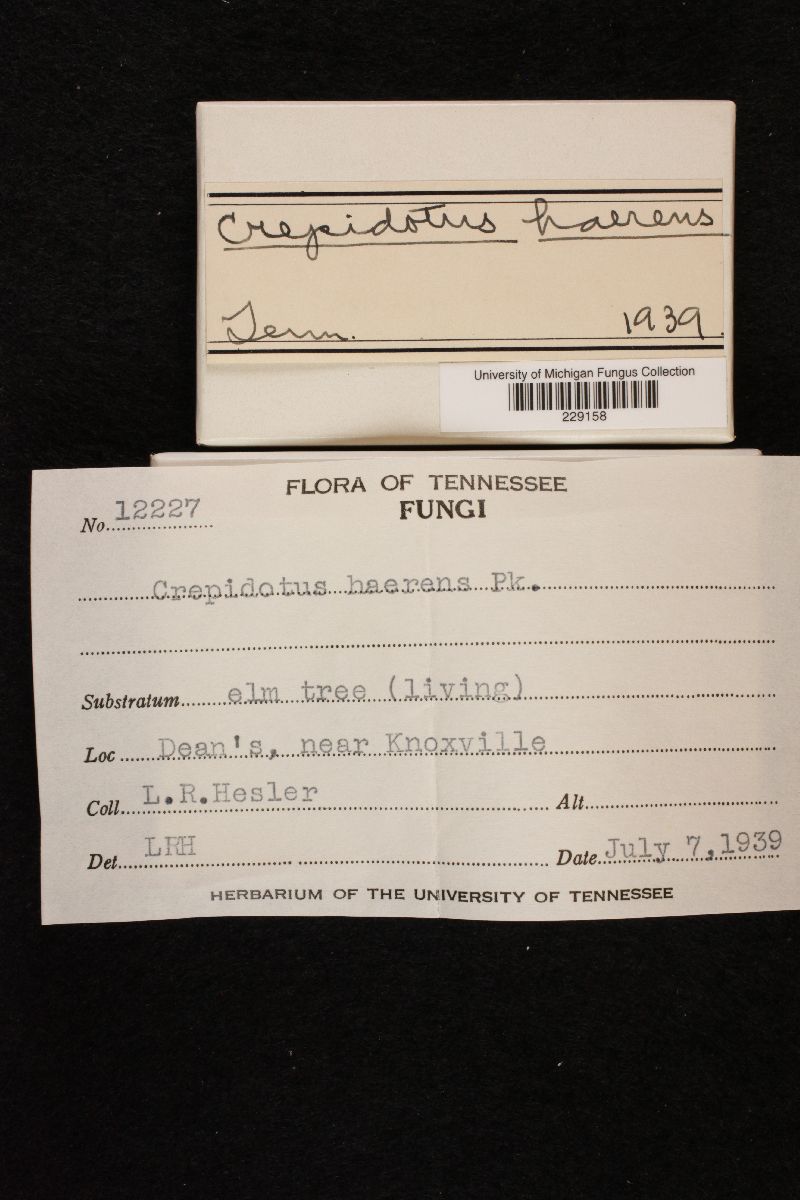 Crepidotus haerens
Tenn. 1939.
University of Michigan Fungus Collection
229158
FLORA OF TENNESSEE
FUNGI
No. 12227
Crepidotus haerens Pk.
Substratum elm tree (living)
Loc Dean's, near Knoxville
Coll. L.R.Hesler Alt.
Det. LRH Date July 7,1939
HERBARIUM OF THE UNIVERSITY OF TENNESSEE